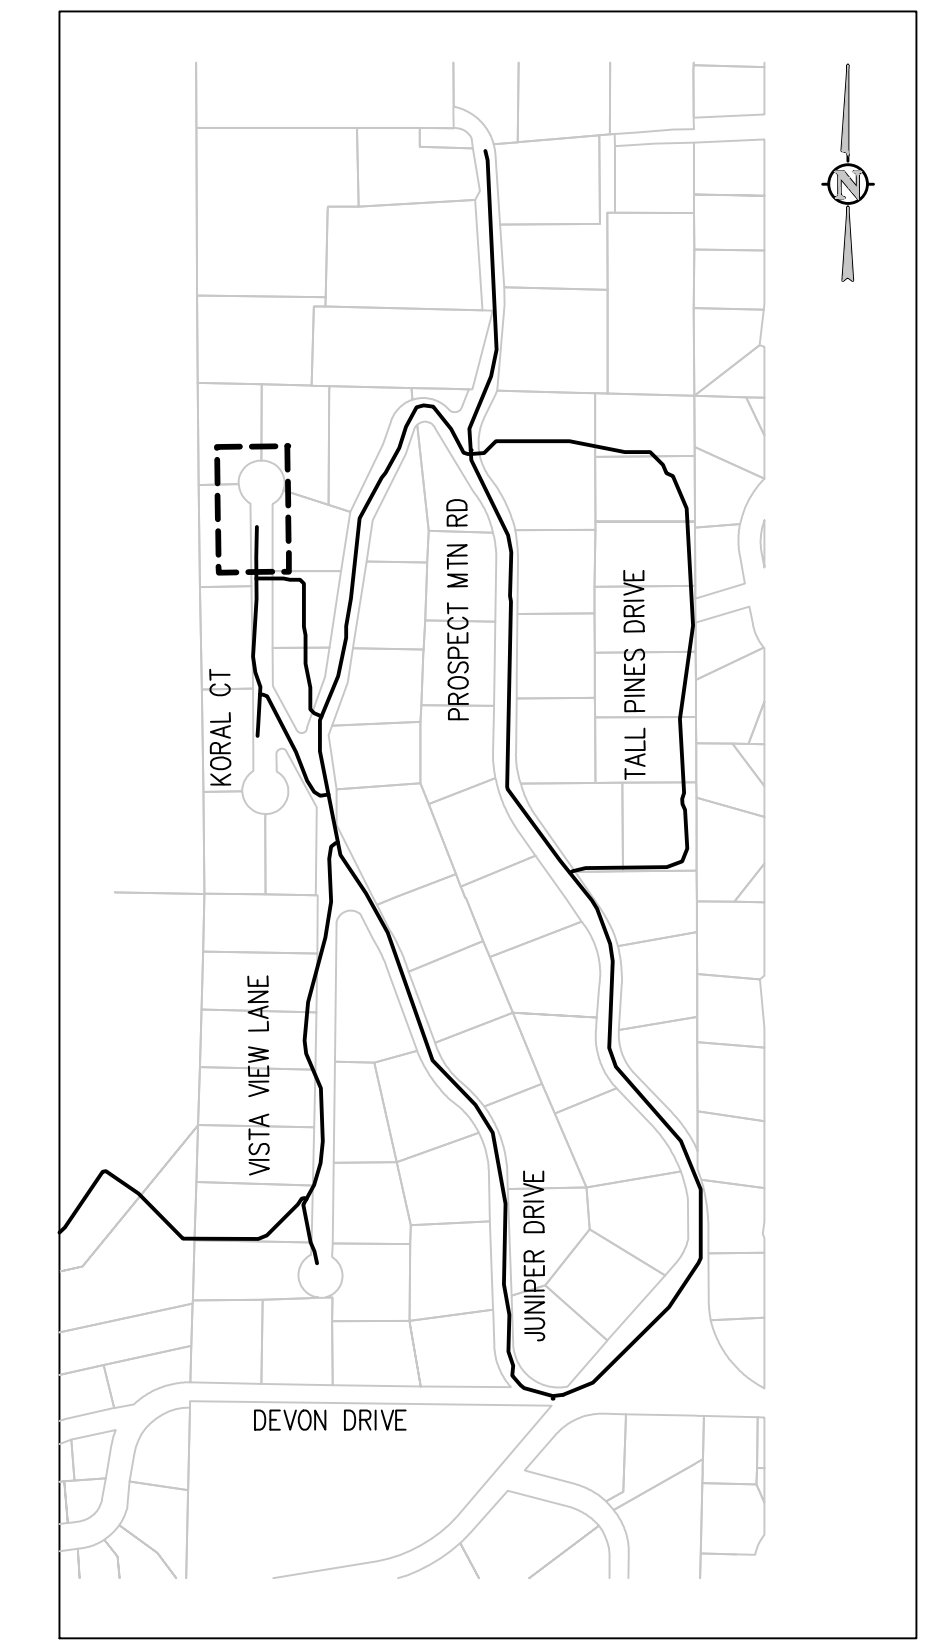 N
PROSPECT MTN RD
TALL PINES DRIVE
KORAL CT
VISTA VIEW LANE
JUNIPER DRIVE
DEVON DRIVE